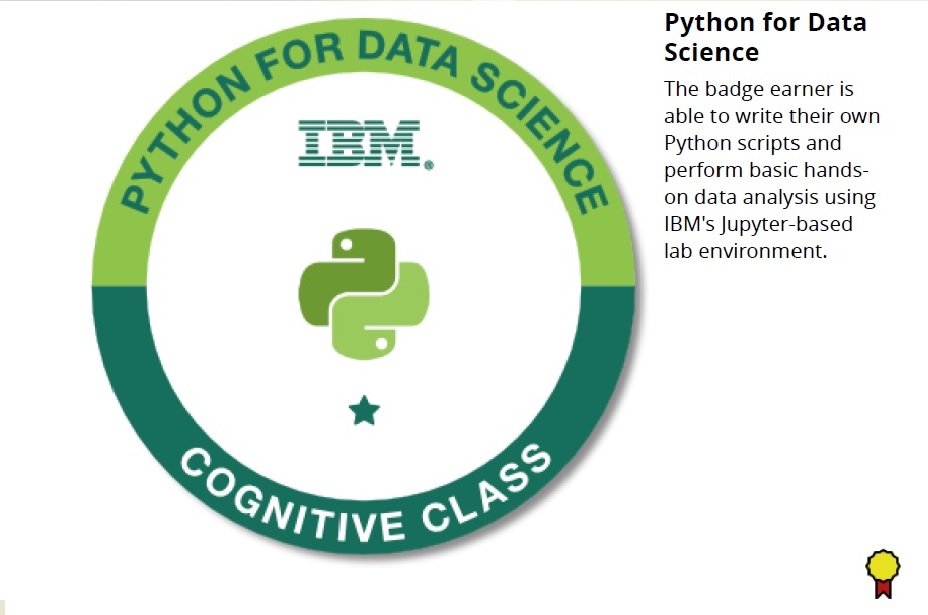 PYTHON FOR DATA SCIENCE
IBM®
COGNITIVE CLASS
Python for Data
Science
The badge earner is
able to write their own
Python scripts and
perform basic hands-
on data analysis using
IBM's Jupyter-based
lab environment.